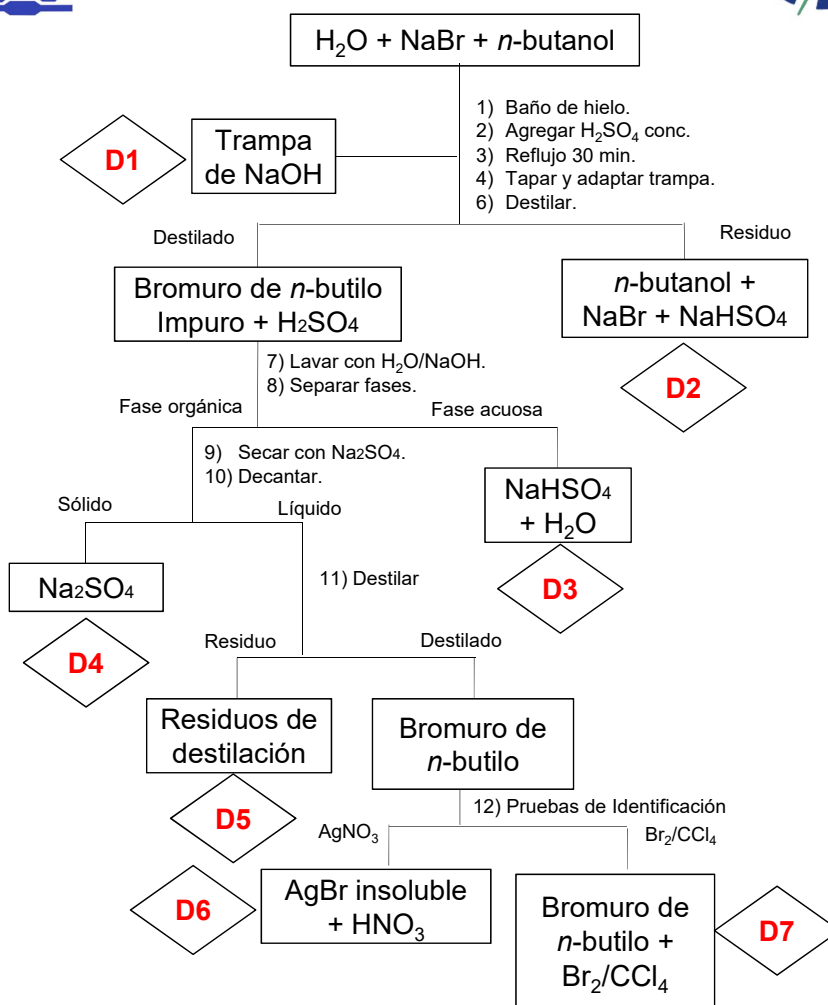 H₂O + NaBr + n-butanol
1) Baño de hielo.
2) Agregar H₂SO₄ conc.
3) Reflujo 30 min.
4) Tapar y adaptar trampa.
6) Destilar.
D1
Trampa
de NaOH
Destilado
Residuo
Bromuro de n-butilo
Impuro + H₂SO₄
n-butanol +
NaBr + NaHSO₄
D2
7) Lavar con H₂O/NaOH.
8) Separar fases.
Fase orgánica
Fase acuosa
9) Secar con Na₂SO₄.
10) Decantar.
NaHSO₄
+ H₂O
D3
Sólido
Líquido
Na₂SO₄
D4
11) Destilar
Residuo
Destilado
Residuos de
destilación
D5
Bromuro de
n-butilo
12) Pruebas de Identificación
AgNO₃
Br₂/CCl₄
D6
AgBr insoluble
+ HNO₃
Bromuro de
n-butilo +
Br₂/CCl₄
D7